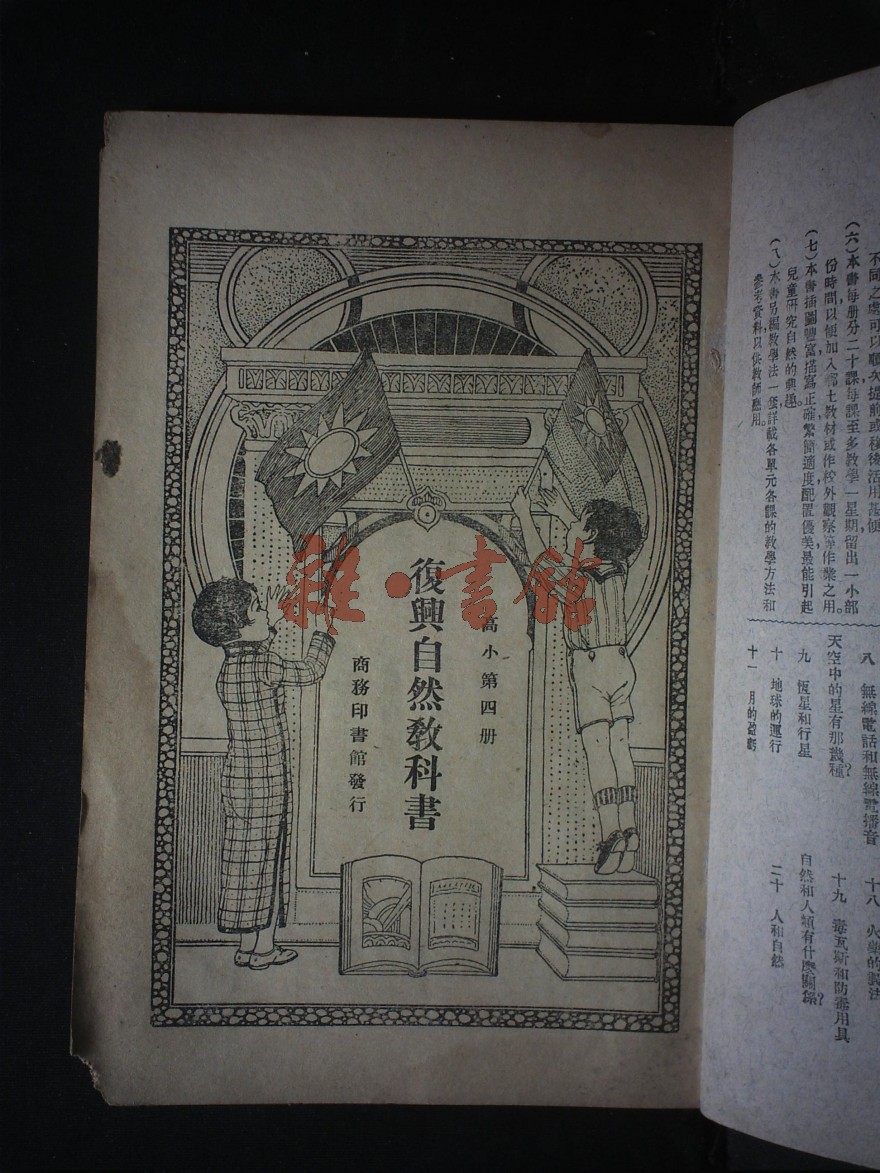 高小第四册
復興自然教科書
商務印書館發行
雜·書館
不同之處可以順次提前或移後活用爲便
(六)本書每册分二十課每課至多教學一星期留出一小部
份時間以便加入鄉土教材或作校外觀察等作業之用。
(七)本書插圖豐富描寫正確繁簡適度配置優美最能引起
兒童研究自然的興趣。
(八)本書另編教學法一套詳載各單元各課的教學方法和
參考資料以供教師應用。
八 無線電話和無線電播音
天空中的星有那幾種?
九 恆星和行星
十 地球的運行
十一 月的盈虧
十八 火藥的製法
十九 毒瓦斯和防毒用具
自然和人類有什麼關係?
二十 人和自然